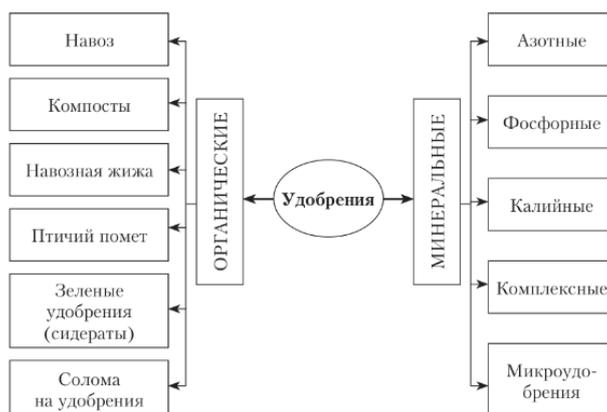 Навоз
Компосты
Навозная жижа
Птичий помет
Зеленые
удобрения
(сидераты)
Солома
на удобрения
ОРГАНИЧЕСКИЕ
Удобрения
МИНЕРАЛЬНЫЕ
Азотные
Фосфорные
Калийные
Комплексные
Микроудо-
брения